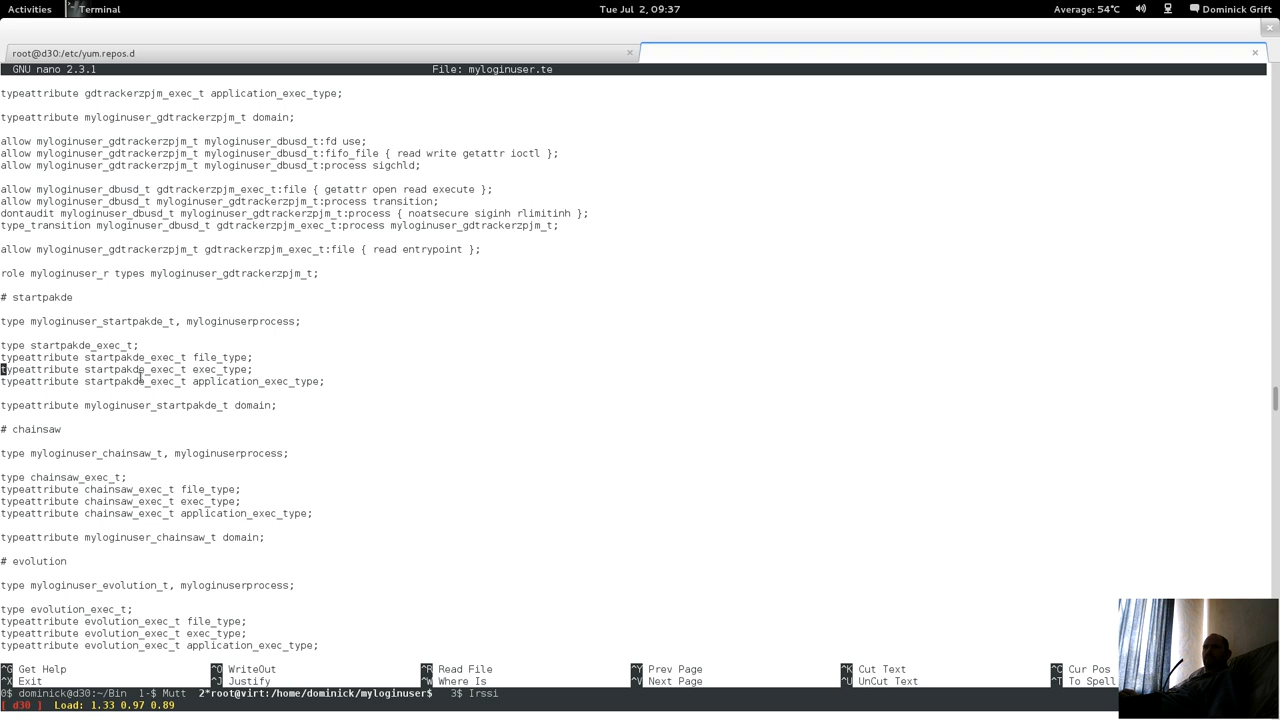 Activities Terminal Tue Jul 2, 09:37 Average: 54°C Dominick Grift
root@d30:/etc/yum.repos.d
GNU nano 2.3.1 File: myloginuser.te
typeattribute gdtrackerzpjm_exec_t application_exec_type;
typeattribute myloginuser_gdtrackerzpjm_t domain;
allow myloginuser_gdtrackerzpjm_t myloginuser_dbusd_t:fd use;
allow myloginuser_gdtrackerzpjm_t myloginuser_dbusd_t:fifo_file { read write getattr ioctl };
allow myloginuser_gdtrackerzpjm_t myloginuser_dbusd_t:process sigchld;
allow myloginuser_dbusd_t gdtrackerzpjm_exec_t:file { getattr open read execute };
allow myloginuser_dbusd_t myloginuser_gdtrackerzpjm_t:process transition;
dontaudit myloginuser_dbusd_t myloginuser_gdtrackerzpjm_t:process { noatsecure siginh rlimitinh };
type_transition myloginuser_dbusd_t gdtrackerzpjm_exec_t:process myloginuser_gdtrackerzpjm_t;
allow myloginuser_gdtrackerzpjm_t gdtrackerzpjm_exec_t:file { read entrypoint };
role myloginuser_r types myloginuser_gdtrackerzpjm_t;
# startpakde
type myloginuser_startpakde_t, myloginuserprocess;
type startpakde_exec_t;
typeattribute startpakde_exec_t file_type;
typeattribute startpakde_exec_t exec_type;
typeattribute startpakde_exec_t application_exec_type;
typeattribute myloginuser_startpakde_t domain;
# chainsaw
type myloginuser_chainsaw_t, myloginuserprocess;
type chainsaw_exec_t;
typeattribute chainsaw_exec_t file_type;
typeattribute chainsaw_exec_t exec_type;
typeattribute chainsaw_exec_t application_exec_type;
typeattribute myloginuser_chainsaw_t domain;
# evolution
type myloginuser_evolution_t, myloginuserprocess;
type evolution_exec_t;
typeattribute evolution_exec_t file_type;
typeattribute evolution_exec_t exec_type;
typeattribute evolution_exec_t application_exec_type;
^G Get Help ^O WriteOut ^R Read File ^Y Prev Page ^K Cut Text ^C Cur Pos
^X Exit ^J Justify ^W Where Is ^V Next Page ^U UnCut Text ^T To Spell
0$ dominick@d30:~/Bin 1-$ Mutt 2*root@virt:/home/dominick/myloginuser$ 3$ Irssi
[ d30 ] Load: 1.33 0.97 0.89